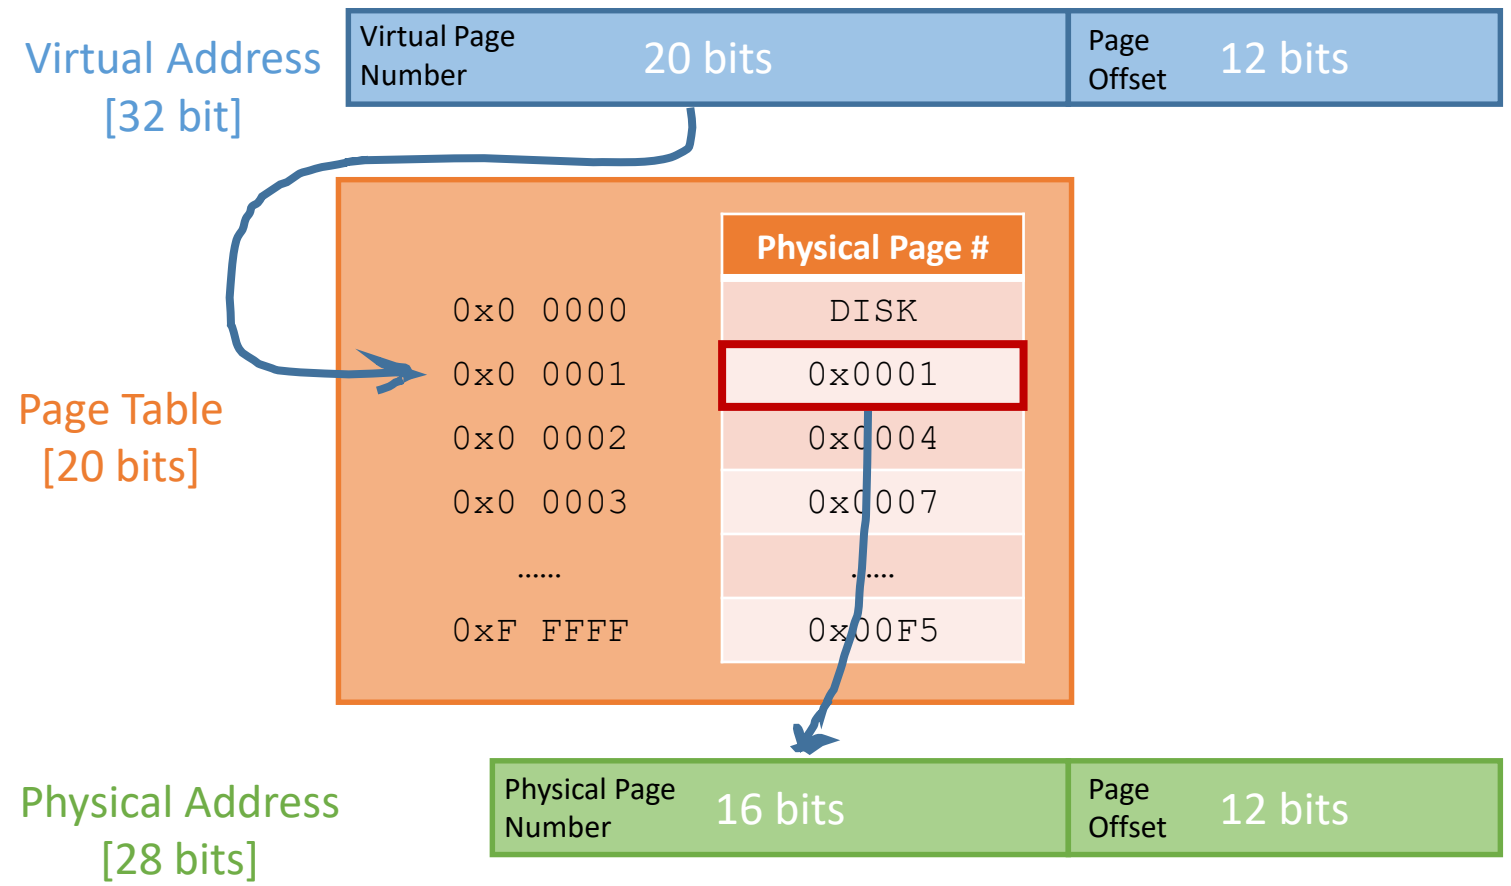 Virtual Address
[32 bit]
Virtual Page
Number
20 bits
Page
Offset
12 bits
Page Table
[20 bits]
Physical Page #
0x0 0000
DISK
0x0 0001
0x0001
0x0 0002
0x0004
0x0 0003
0x0007
......
......
0xF FFFF
0x00F5
Physical Address
[28 bits]
Physical Page
Number
16 bits
Page
Offset
12 bits